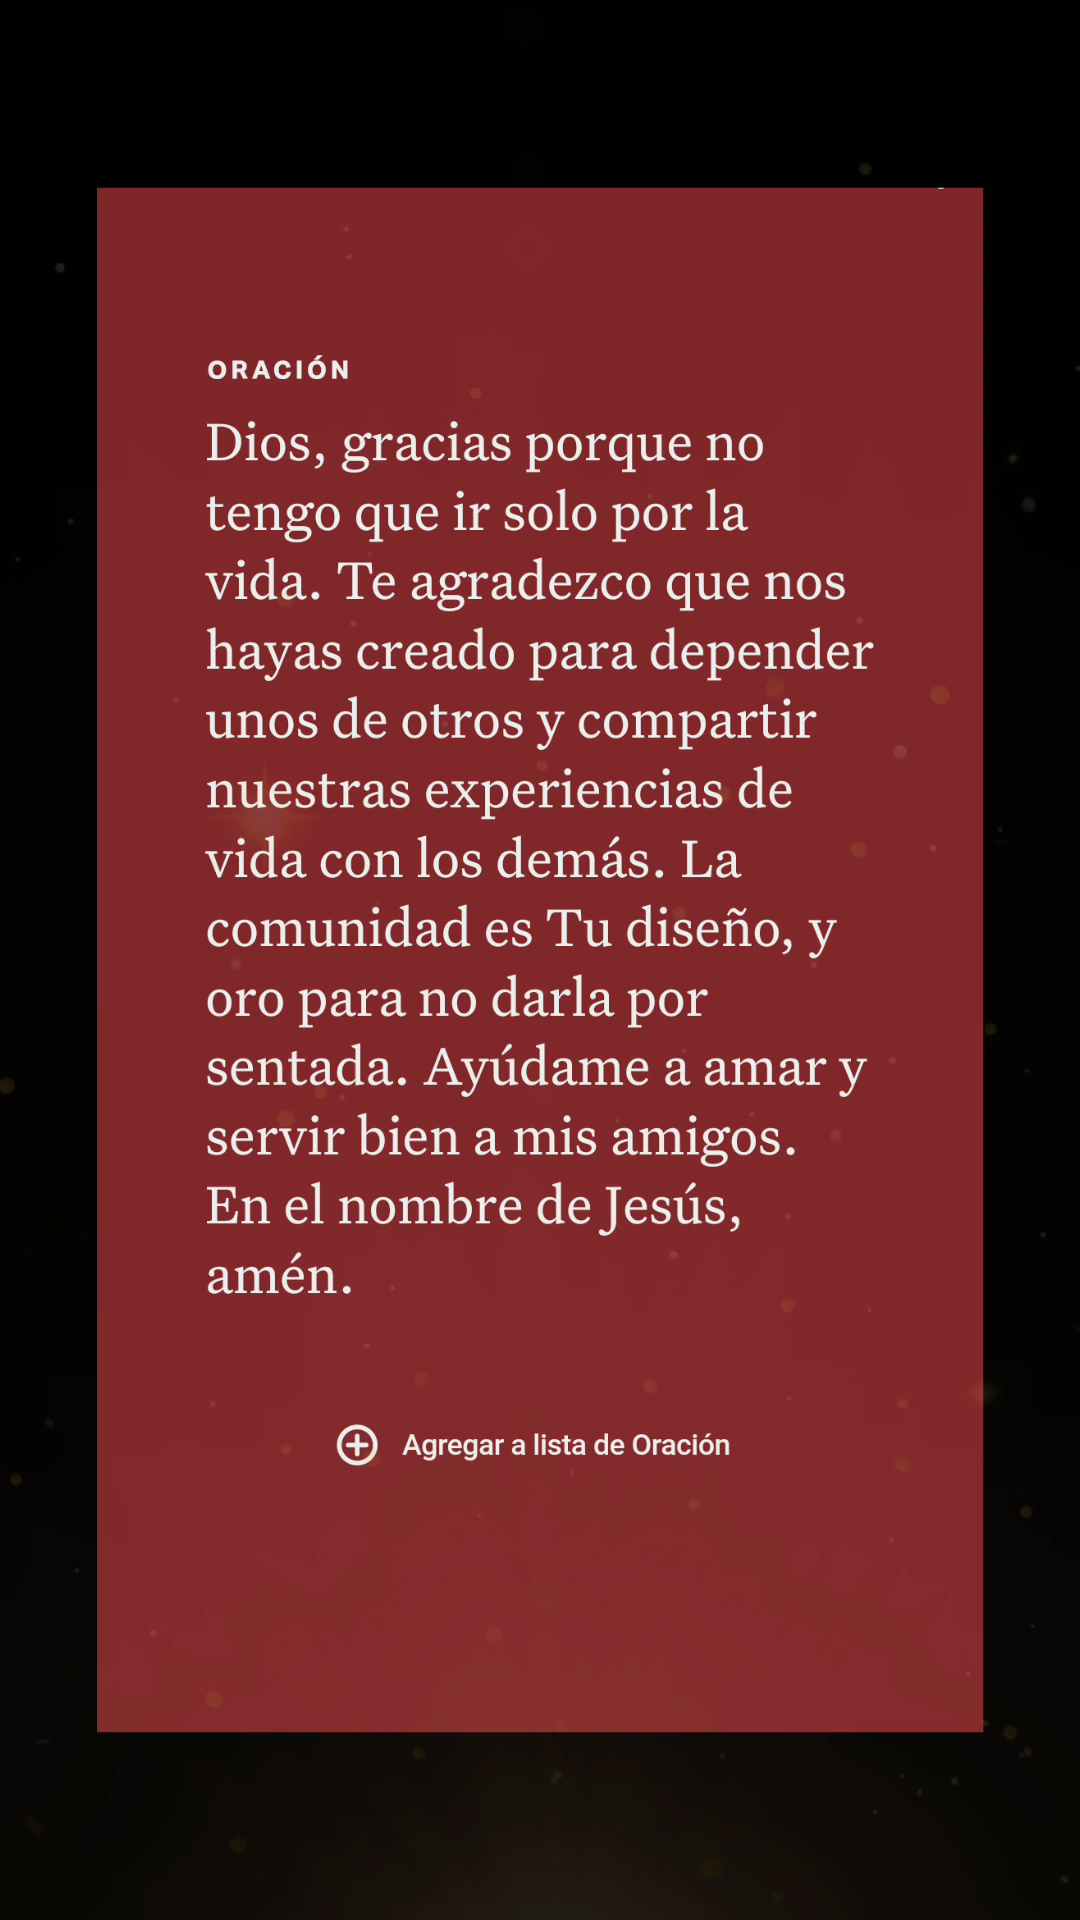 ORACIÓN
Dios, gracias porque no
tengo que ir solo por la
vida. Te agradezco que nos
hayas creado para depender
unos de otros y compartir
nuestras experiencias de
vida con los demás. La
comunidad es Tu diseño, y
oro para no darla por
sentada. Ayúdame a amar y
servir bien a mis amigos.
En el nombre de Jesús,
amén.
Agregar a lista de Oración